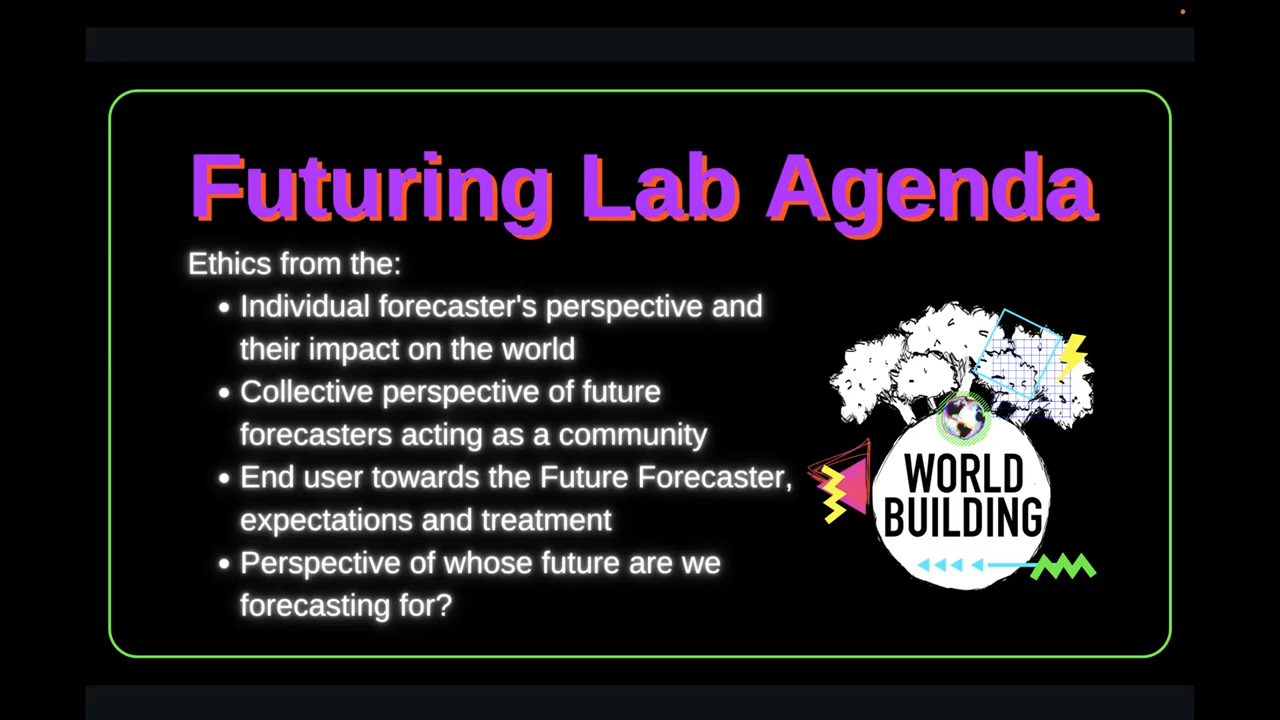 Futuring Lab Agenda
Ethics from the:
• Individual forecaster's perspective and
their impact on the world
• Collective perspective of future
forecasters acting as a community
• End user towards the Future Forecaster,
expectations and treatment
• Perspective of whose future are we
forecasting for?
WORLD
BUILDING